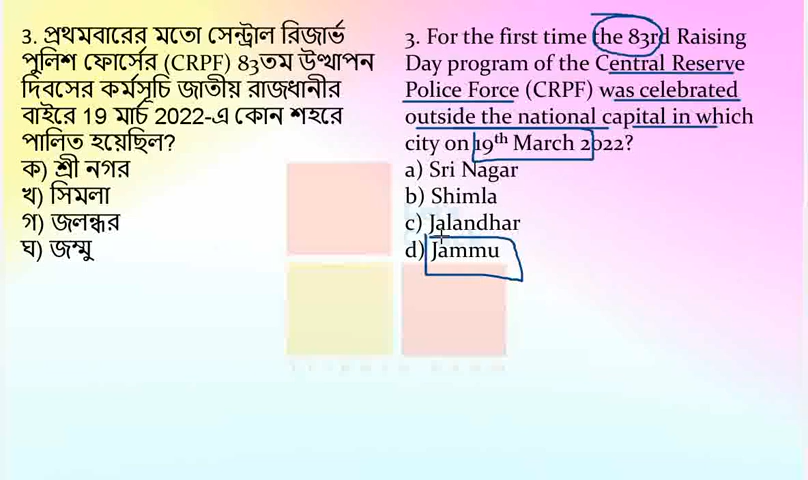 3. প্রথমবারের মতো সেন্ট্রাল রিজার্ভ
পুলিশ ফোর্সের (CRPF) 83তম উত্থাপন
দিবসের কর্মসূচি জাতীয় রাজধানীর
বাইরে 19 মার্চ 2022-এ কোন শহরে
পালিত হয়েছিল?
ক) শ্রী নগর
খ) সিমলা
গ) জলন্ধর
ঘ) জম্মু
3. For the first time the 83rd Raising
Day program of the Central Reserve
Police Force (CRPF) was celebrated
outside the national capital in which
city on 19th March 2022?
a) Sri Nagar
b) Shimla
c) Jalandhar
d) Jammu